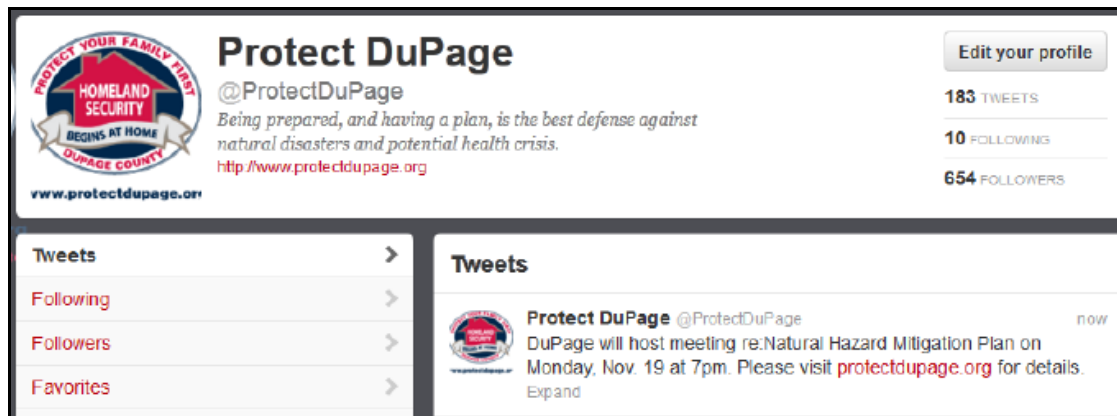 PROTECT YOUR FAMILY FIRST
HOMELAND
SECURITY
BEGINS AT HOME
DUPAGE COUNTY
www.protectdupage.or
Protect DuPage
@ProtectDuPage
Being prepared, and having a plan, is the best defense against
natural disasters and potential health crisis.
http://www.protectdupage.org
Edit your profile
183 TWEETS
10 FOLLOWING
654 FOLLOWERS
Tweets
Following
Followers
Favorites
Tweets
Protect DuPage @ProtectDuPage now
DuPage will host meeting re:Natural Hazard Mitigation Plan on
Monday, Nov. 19 at 7pm. Please visit protectdupage.org for details.
Expand